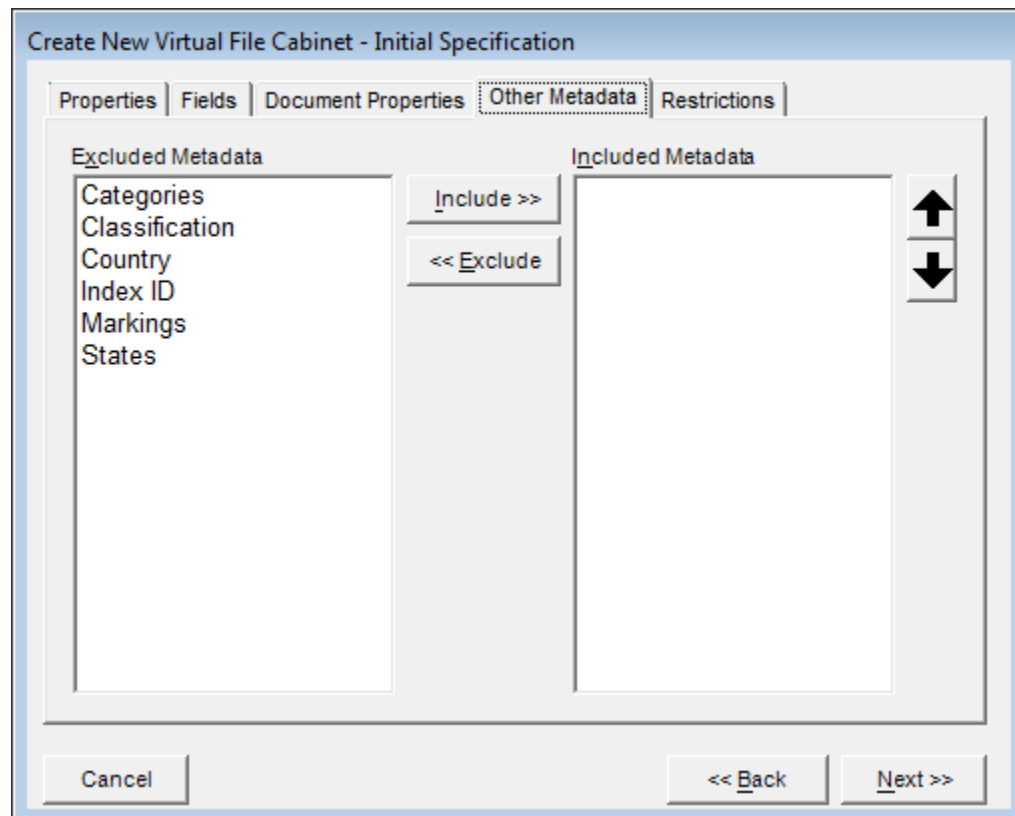 Create New Virtual File Cabinet - Initial Specification
Properties Fields Document Properties Other Metadata Restrictions
Excluded Metadata
Categories
Classification
Country
Index ID
Markings
States
Include >>
<< Exclude
Included Metadata
Cancel << Back Next >>